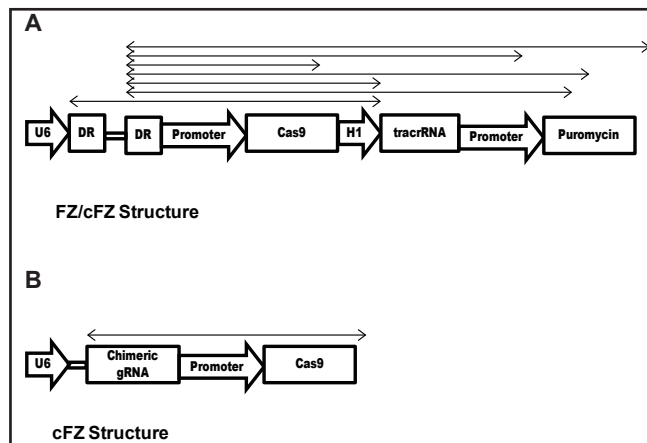 A
U6 DR DR Promoter Cas9 H1 tracrRNA Promoter Puromycin
FZ/cFZ Structure
B
U6 Chimeric gRNA Promoter Cas9
cFZ Structure